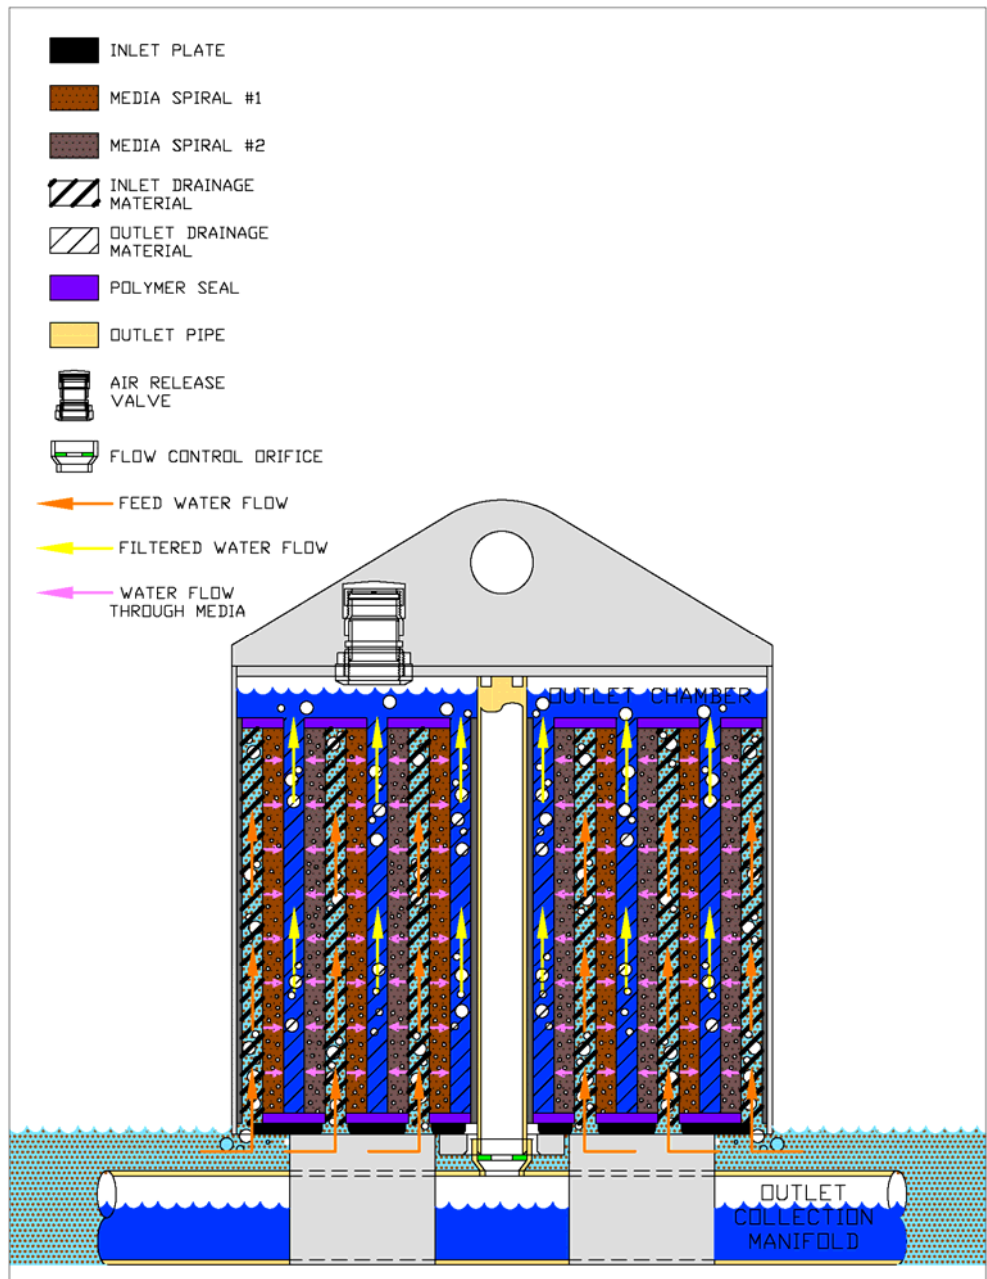 INLET PLATE
MEDIA SPIRAL #1
MEDIA SPIRAL #2
INLET DRAINAGE
MATERIAL
OUTLET DRAINAGE
MATERIAL
POLYMER SEAL
OUTLET PIPE
AIR RELEASE
VALVE
FLOW CONTROL ORIFICE
FEED WATER FLOW
FILTERED WATER FLOW
WATER FLOW
THROUGH MEDIA
OUTLET CHAMBER
OUTLET
COLLECTION
MANIFOLD